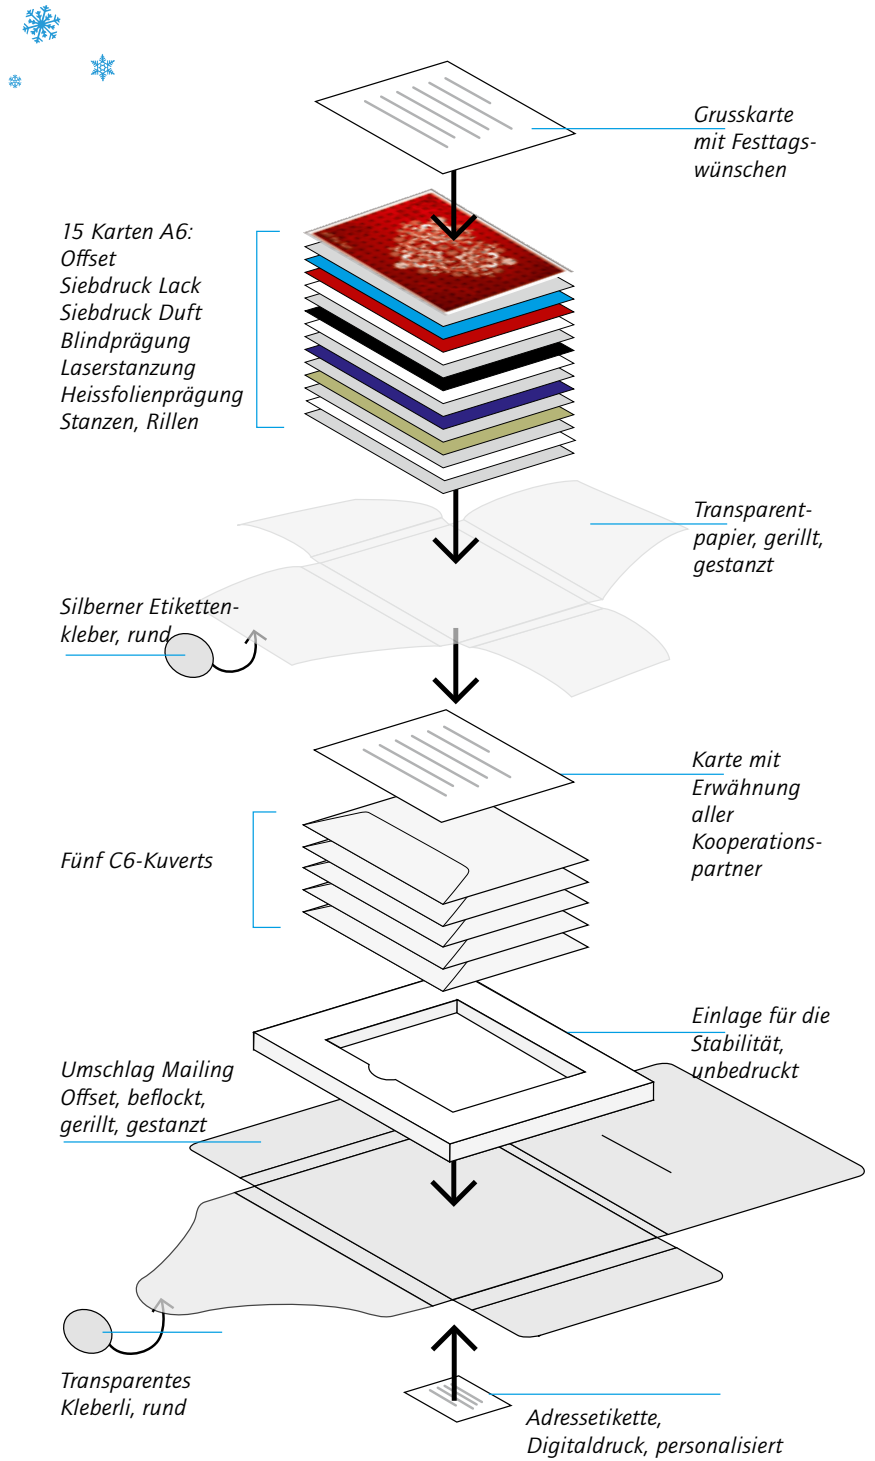 Grusskarte
mit Festtags-
wünschen
15 Karten A6:
Offset
Siebdruck Lack
Siebdruck Duft
Blindprägung
Laserstanzung
Heissfolienprägung
Stanzen, Rillen
Transparent-
papier, gerillt,
gestanzt
Silberner Etiketten-
kleber, rund
Karte mit
Erwähnung
aller
Kooperations-
partner
Fünf C6-Kuverts
Einlage für die
Stabilität,
unbedruckt
Umschlag Mailing
Offset, beflockt,
gerillt, gestanzt
Transparentes
Kleberli, rund
Adressetikette,
Digitaldruck, personalisiert